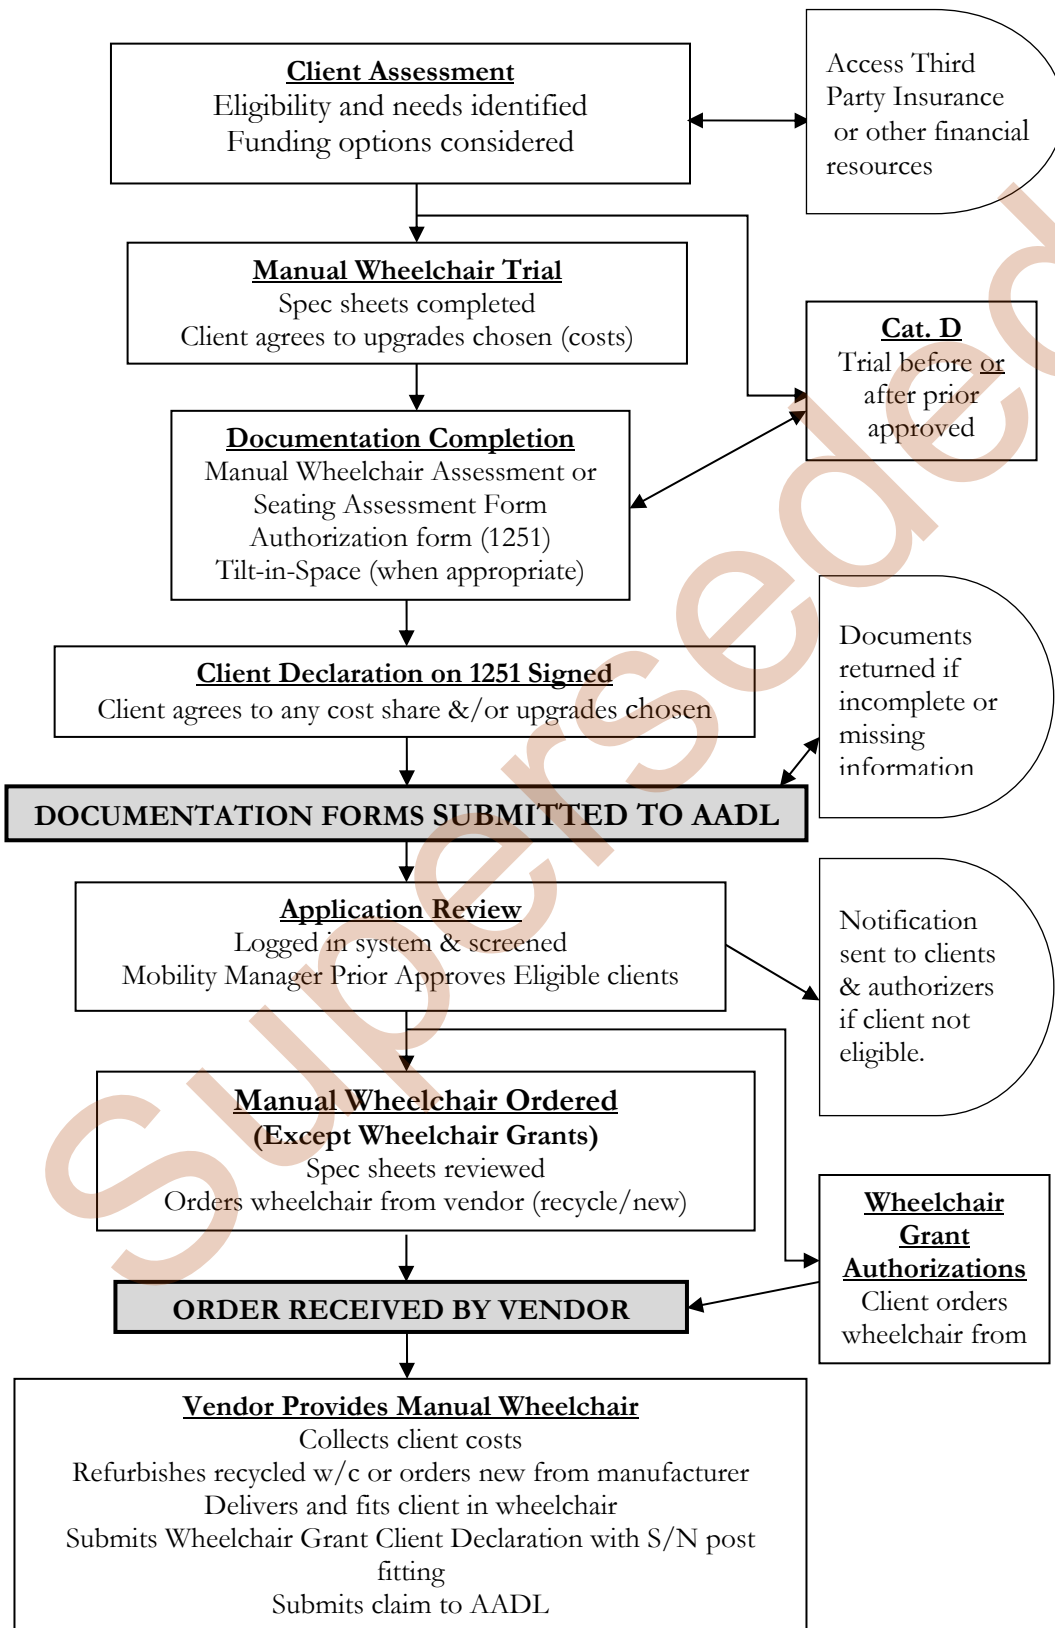 Client Assessment
Eligibility and needs identified
Funding options considered
Access Third
Party Insurance
or other financial
resources
Manual Wheelchair Trial
Spec sheets completed
Client agrees to upgrades chosen (costs)
Cat. D
Trial before or
after prior
approved
Documentation Completion
Manual Wheelchair Assessment or
Seating Assessment Form
Authorization form (1251)
Tilt-in-Space (when appropriate)
Client Declaration on 1251 Signed
Client agrees to any cost share &/or upgrades chosen
Documents
returned if
incomplete or
missing
information
DOCUMENTATION FORMS SUBMITTED TO AADL
Application Review
Logged in system & screened
Mobility Manager Prior Approves Eligible clients
Notification
sent to clients
& authorizers
if client not
eligible.
Manual Wheelchair Ordered
(Except Wheelchair Grants)
Spec sheets reviewed
Orders wheelchair from vendor (recycle/new)
Wheelchair
Grant
Authorizations
Client orders
wheelchair from
ORDER RECEIVED BY VENDOR
Vendor Provides Manual Wheelchair
Collects client costs
Refurbishes recycled w/c or orders new from manufacturer
Delivers and fits client in wheelchair
Submits Wheelchair Grant Client Declaration with S/N post
fitting
Submits claim to AADL
Superseded